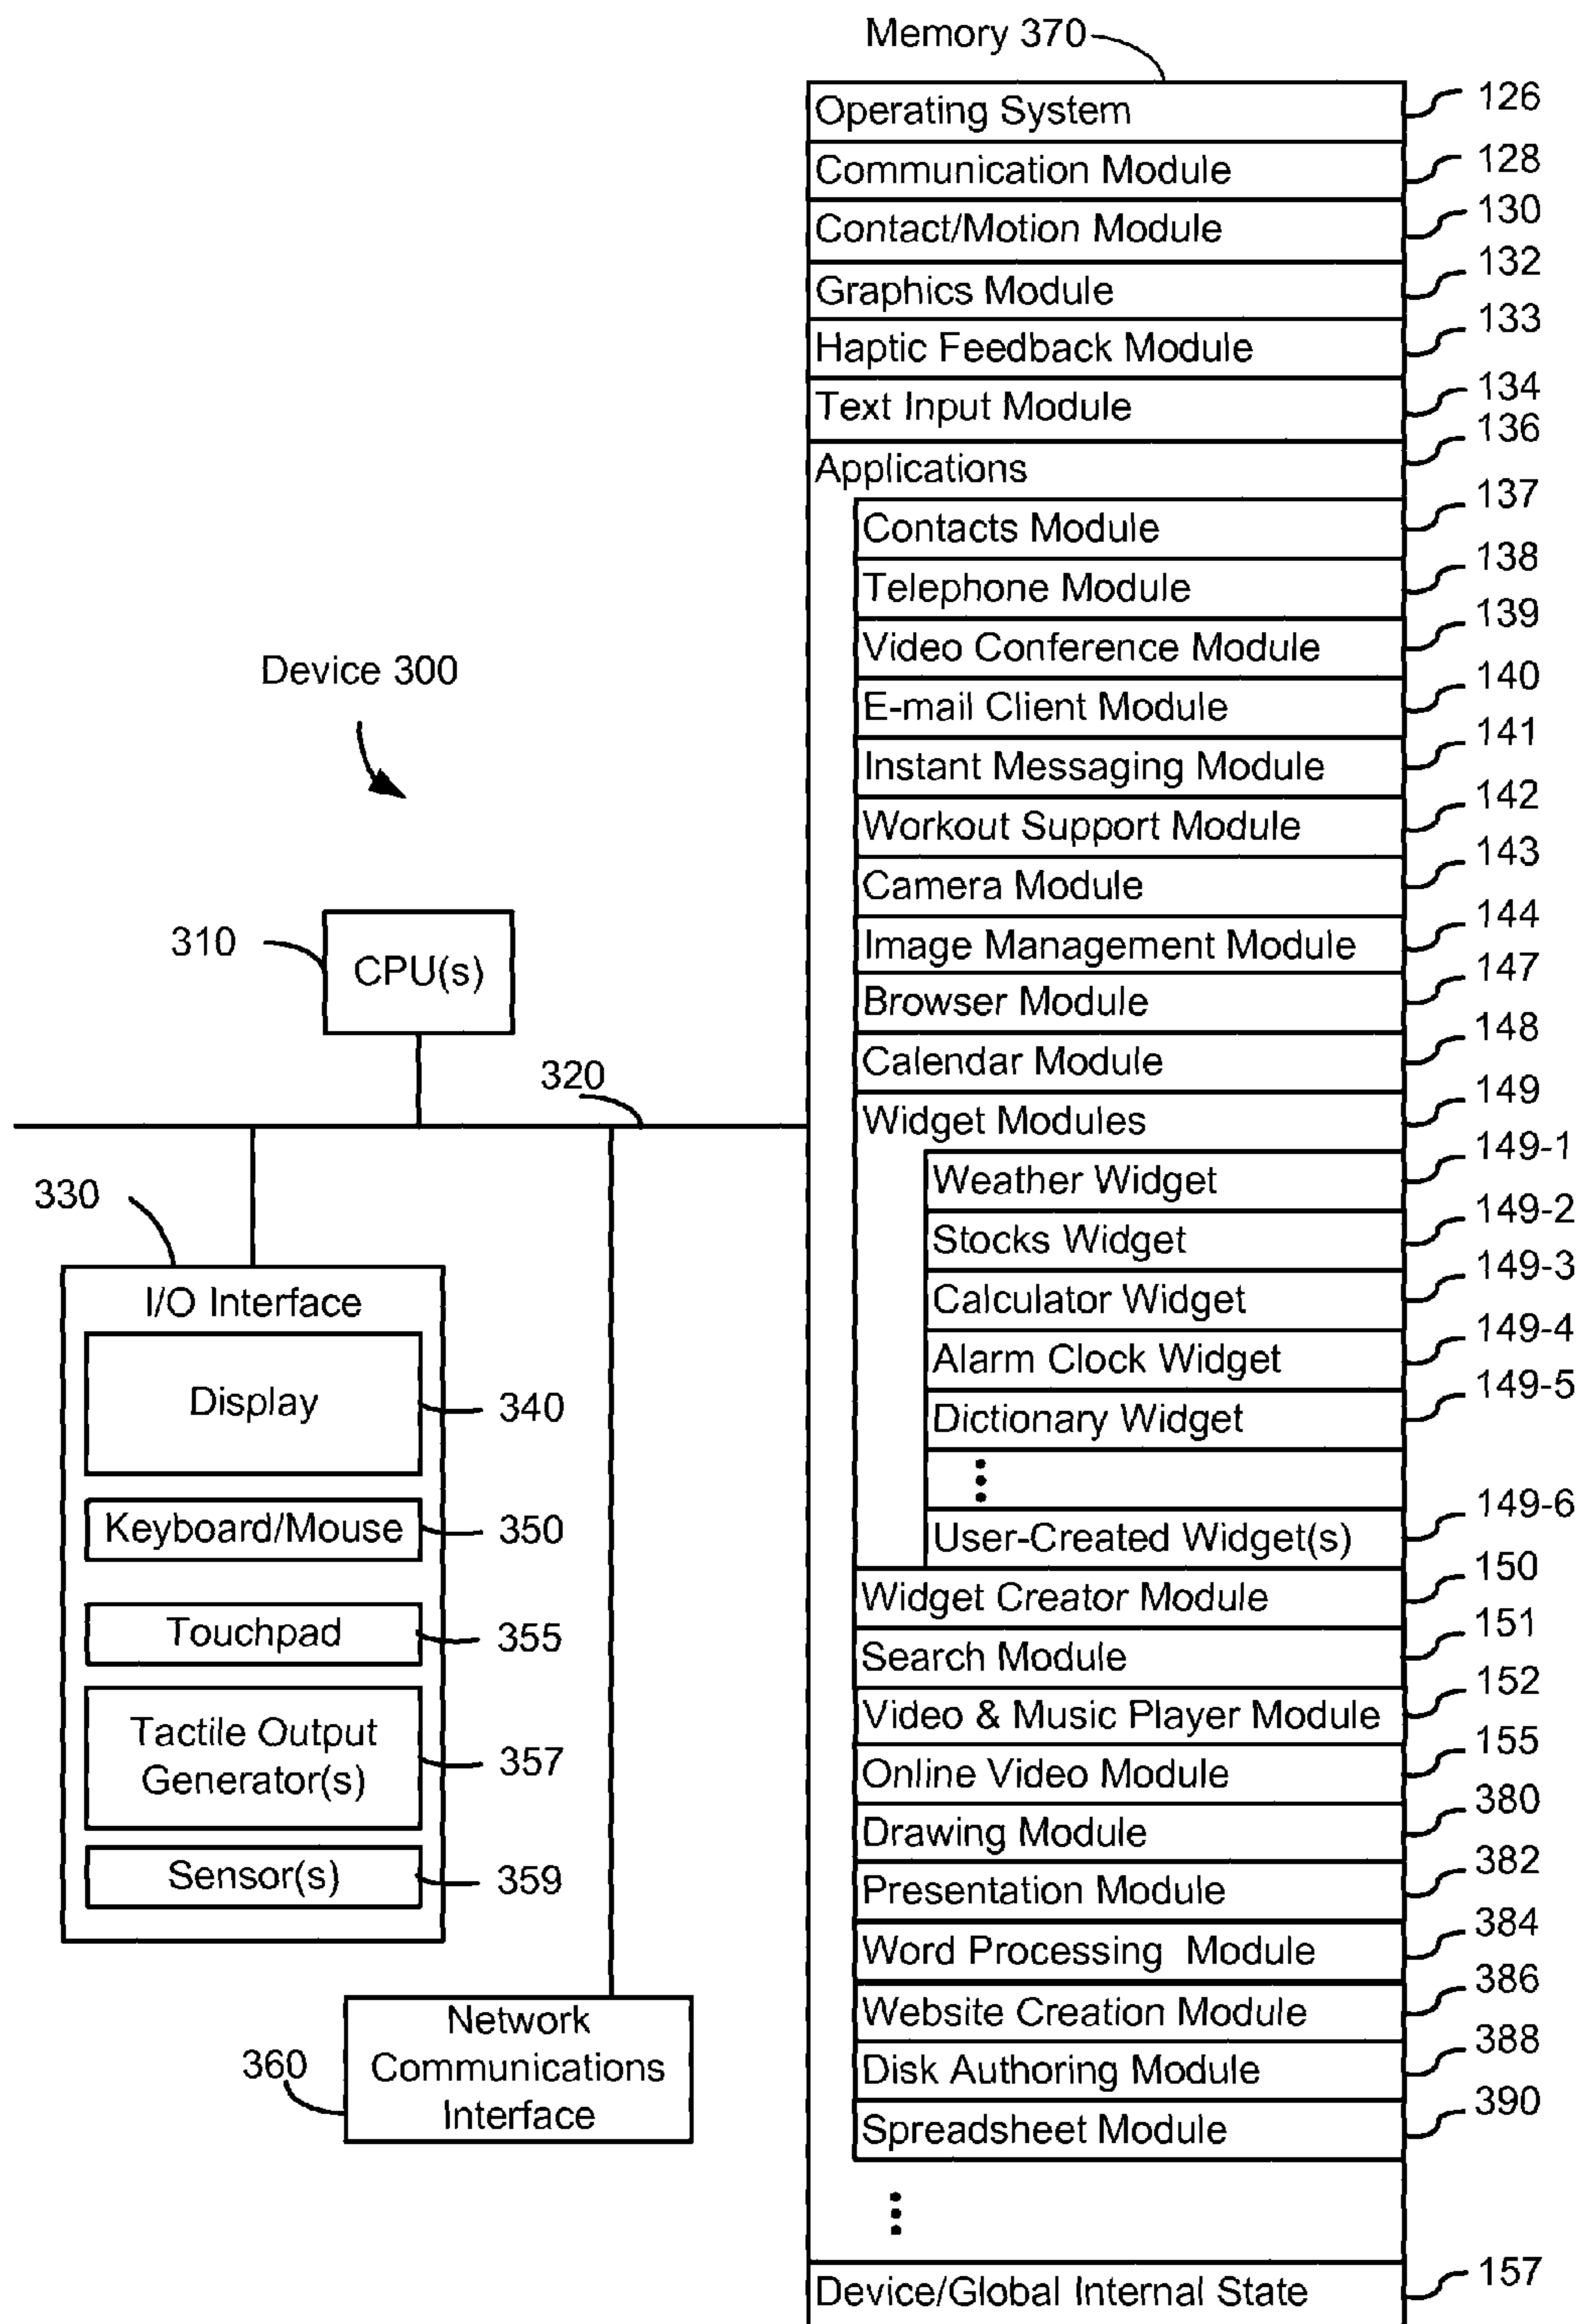 Memory 370
Operating System 126
Communication Module 128
Contact/Motion Module 130
Graphics Module 132
Haptic Feedback Module 133
Text Input Module 134
Applications 136
Contacts Module 137
Telephone Module 138
Video Conference Module 139
E-mail Client Module 140
Instant Messaging Module 141
Workout Support Module 142
Camera Module 143
Image Management Module 144
Browser Module 147
Calendar Module 148
Widget Modules 149
Weather Widget 149-1
Stocks Widget 149-2
Calculator Widget 149-3
Alarm Clock Widget 149-4
Dictionary Widget 149-5
User-Created Widget(s) 149-6
Widget Creator Module 150
Search Module 151
Video & Music Player Module 152
Online Video Module 155
Drawing Module 380
Presentation Module 382
Word Processing Module 384
Website Creation Module 386
Disk Authoring Module 388
Spreadsheet Module 390
Device/Global Internal State 157
Device 300
310
CPU(s)
320
330
I/O Interface
Display 340
Keyboard/Mouse 350
Touchpad 355
Tactile Output
Generator(s) 357
Sensor(s) 359
360
Network
Communications
Interface